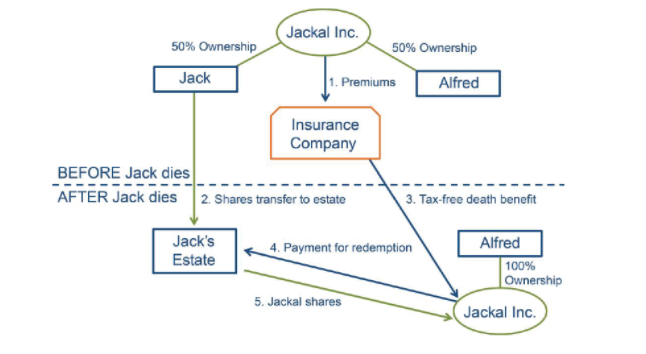 Jackal Inc.
50% Ownership
50% Ownership
Jack
1. Premiums
Alfred
Insurance
Company
BEFORE Jack dies
AFTER Jack dies
2. Shares transfer to estate
3. Tax-free death benefit
Jack's
Estate
4. Payment for redemption
Alfred
100%
Ownership
5. Jackal shares
Jackal Inc.